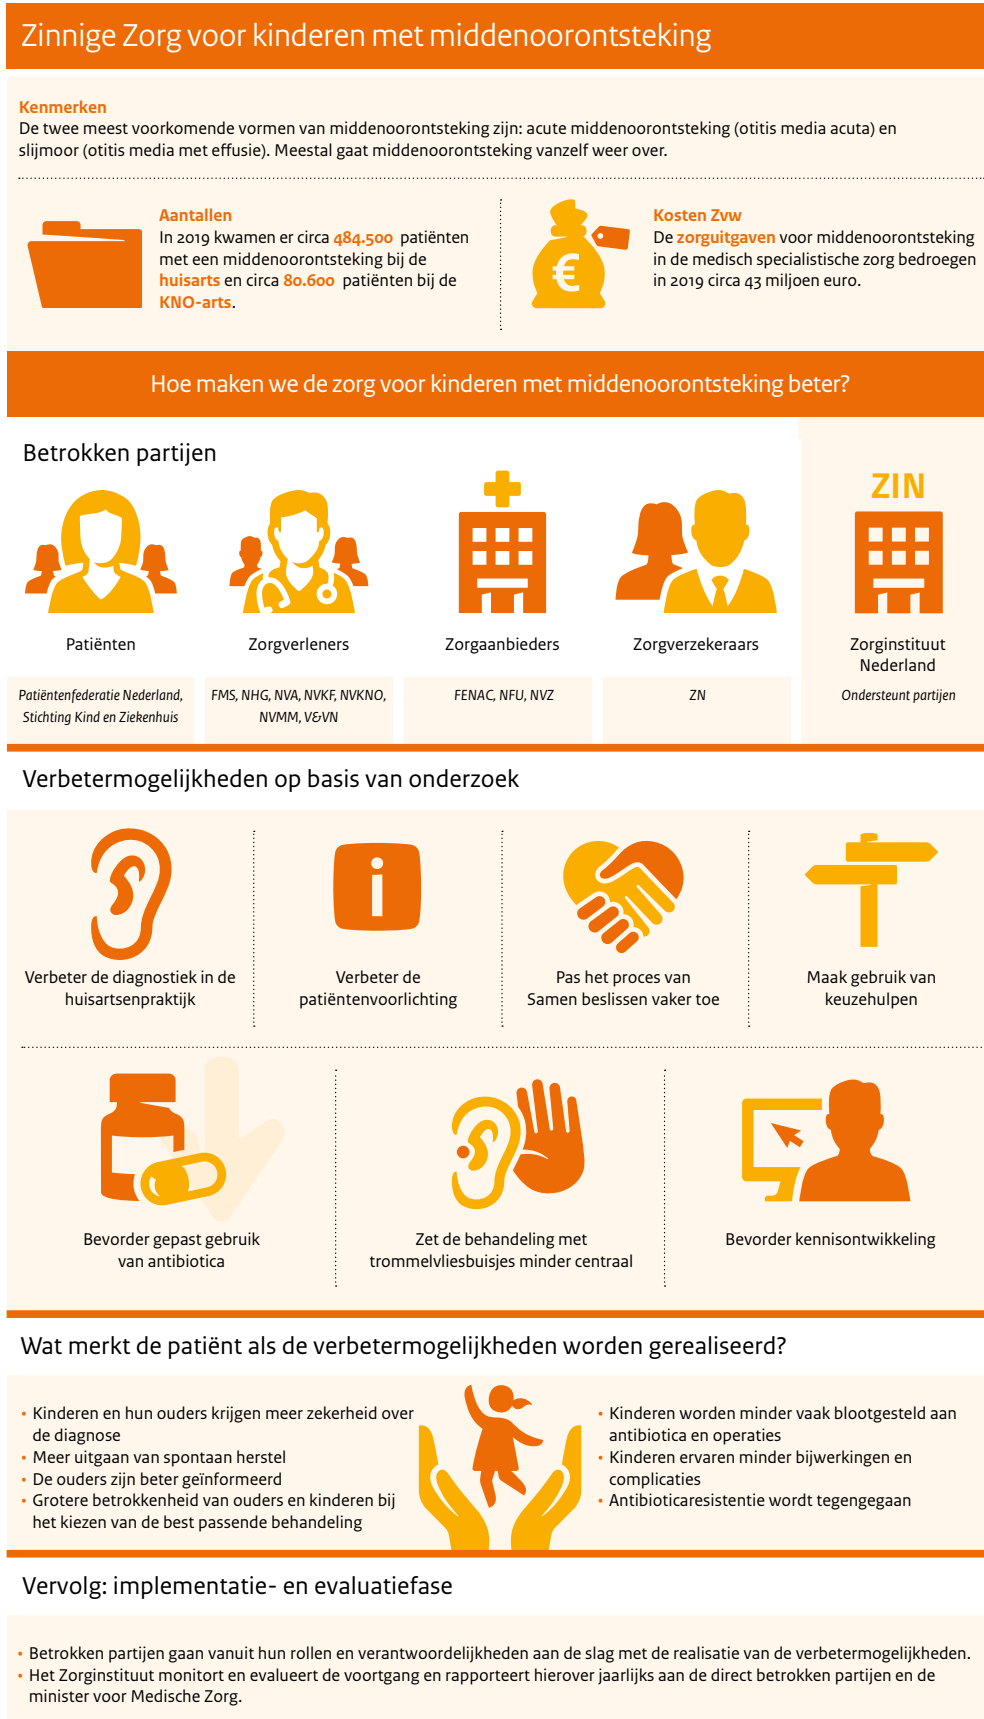 Zinnige Zorg voor kinderen met middenoorontsteking
Kenmerken
De twee meest voorkomende vormen van middenoorontsteking zijn: acute middenoorontsteking (otitis media acuta) en
slijmoor (otitis media met effusie). Meestal gaat middenoorontsteking vanzelf weer over.
Aantallen
In 2019 kwamen er circa 484.500 patiënten
met een middenoorontsteking bij de
huisarts en circa 80.600 patiënten bij de
KNO-arts.
Kosten Zvw
De zorguitgaven voor middenoorontsteking
in de medisch specialistische zorg bedroegen
in 2019 circa 43 miljoen euro.
€
Hoe maken we de zorg voor kinderen met middenoorontsteking beter?
Betrokken partijen
ZIN
Patiënten
Zorgverleners
Zorgaanbieders
Zorgverzekeraars
Zorginstituut
Nederland
Patiëntenfederatie Nederland,
Stichting Kind en Ziekenhuis
FMS, NHG, NVA, NVKF, NVKNO,
NVMM, V&VN
FENAC, NFU, NVZ
ZN
Ondersteunt partijen
Verbetermogelijkheden op basis van onderzoek
i
Verbeter de diagnostiek in de
huisartsenpraktijk
Verbeter de
patiëntenvoorlichting
Pas het proces van
Samen beslissen vaker toe
Maak gebruik van
keuzehulpen
Bevorder gepast gebruik
van antibiotica
Zet de behandeling met
trommelvliesbuisjes minder centraal
Bevorder kennisontwikkeling
Wat merkt de patiënt als de verbetermogelijkheden worden gerealiseerd?
• Kinderen en hun ouders krijgen meer zekerheid over
de diagnose
• Meer uitgaan van spontaan herstel
• De ouders zijn beter geïnformeerd
• Grotere betrokkenheid van ouders en kinderen bij
het kiezen van de best passende behandeling
• Kinderen worden minder vaak blootgesteld aan
antibiotica en operaties
• Kinderen ervaren minder bijwerkingen en
complicaties
• Antibioticaresistentie wordt tegengegaan
Vervolg: implementatie- en evaluatiefase
• Betrokken partijen gaan vanuit hun rollen en verantwoordelijkheden aan de slag met de realisatie van de verbetermogelijkheden.
• Het Zorginstituut monitort en evalueert de voortgang en rapporteert hierover jaarlijks aan de direct betrokken partijen en de
minister voor Medische Zorg.